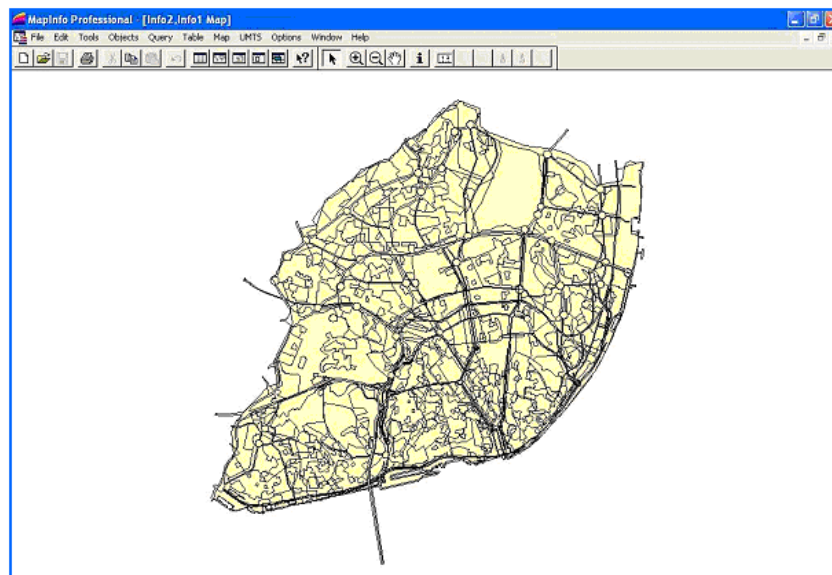 MapInfo Professional - [Info2,Info1 Map]
File Edit Tools Objects Query Table Map UMTS Options Window Help